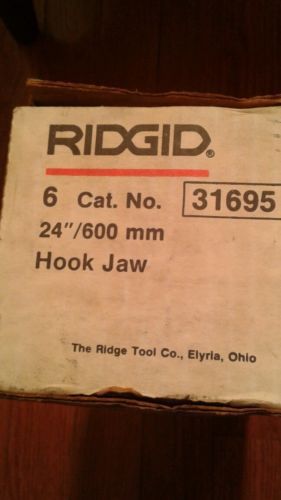 RIDGID®
6 Cat. No. 31695
24"/600 mm
Hook Jaw
The Ridge Tool Co., Elyria, Ohio